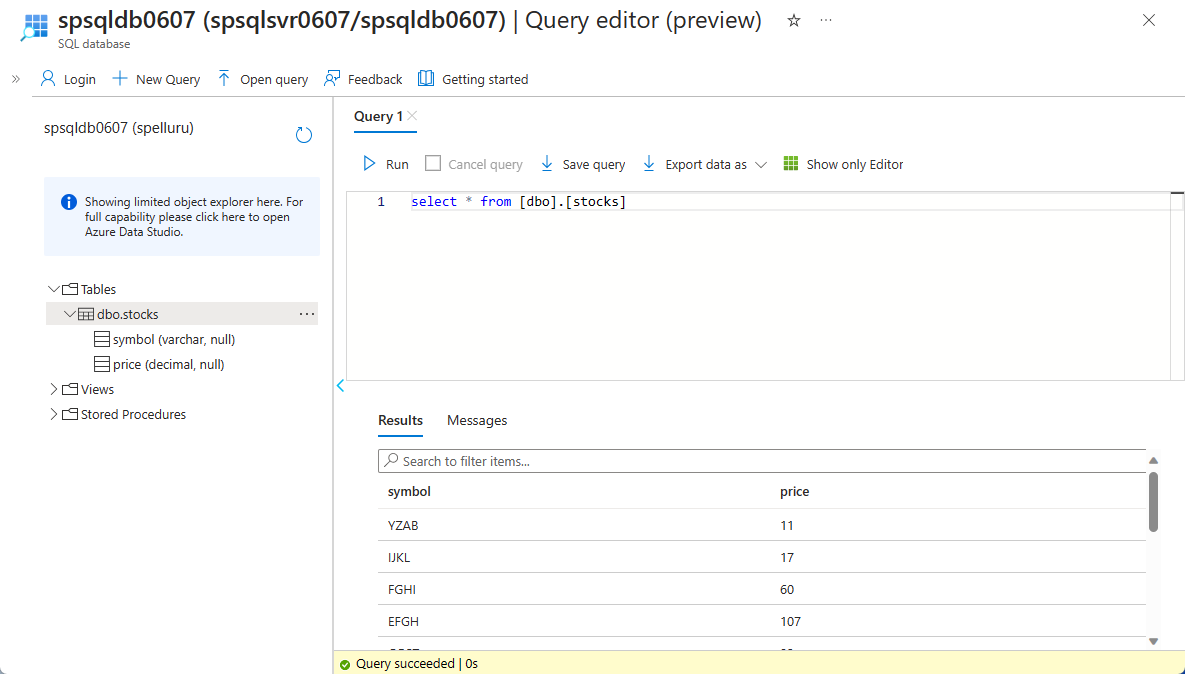 spsqldb0607 (spsqlsvr0607/spsqldb0607) | Query editor (preview)
SQL database
Login
New Query
Open query
Feedback
Getting started
spsqldb0607 (spelluru)
Showing limited object explorer here. For
full capability please click here to open
Azure Data Studio.
Tables
dbo.stocks
symbol (varchar, null)
price (decimal, null)
Views
Stored Procedures
Query 1
Run
Cancel query
Save query
Export data as
Show only Editor
1 select * from [dbo].[stocks]
Results
Messages
Search to filter items...
symbol price
YZAB 11
IJKL 17
FGHI 60
EFGH 107
Query succeeded | 0s